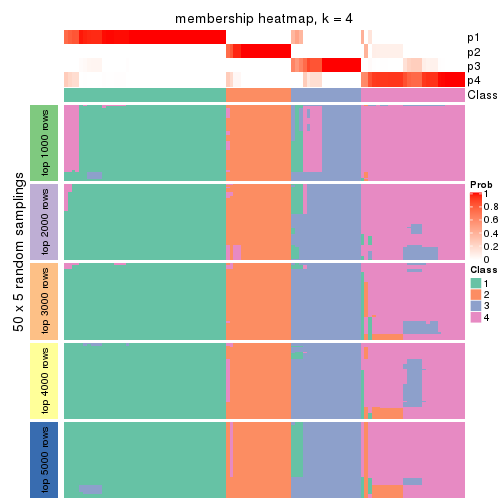 membership heatmap, k = 4
p1
p2
p3
p4
Class
50 x 5 random samplings
top 1000 rows
top 2000 rows
top 3000 rows
top 4000 rows
top 5000 rows
Prob
1
0.8
0.6
0.4
0.2
0
Class
1
2
3
4